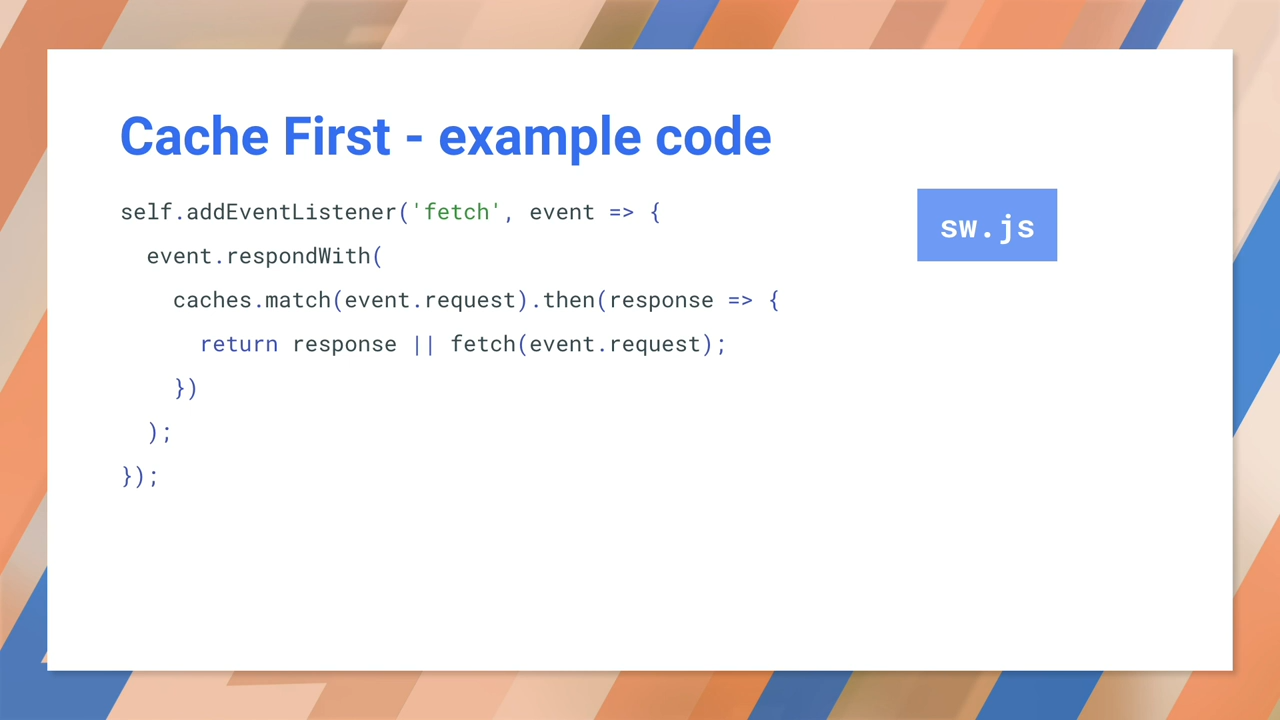 Cache First - example code
self.addEventListener('fetch', event => {
  event.respondWith(
    caches.match(event.request).then(response => {
      return response || fetch(event.request);
    })
  );
});
sw.js